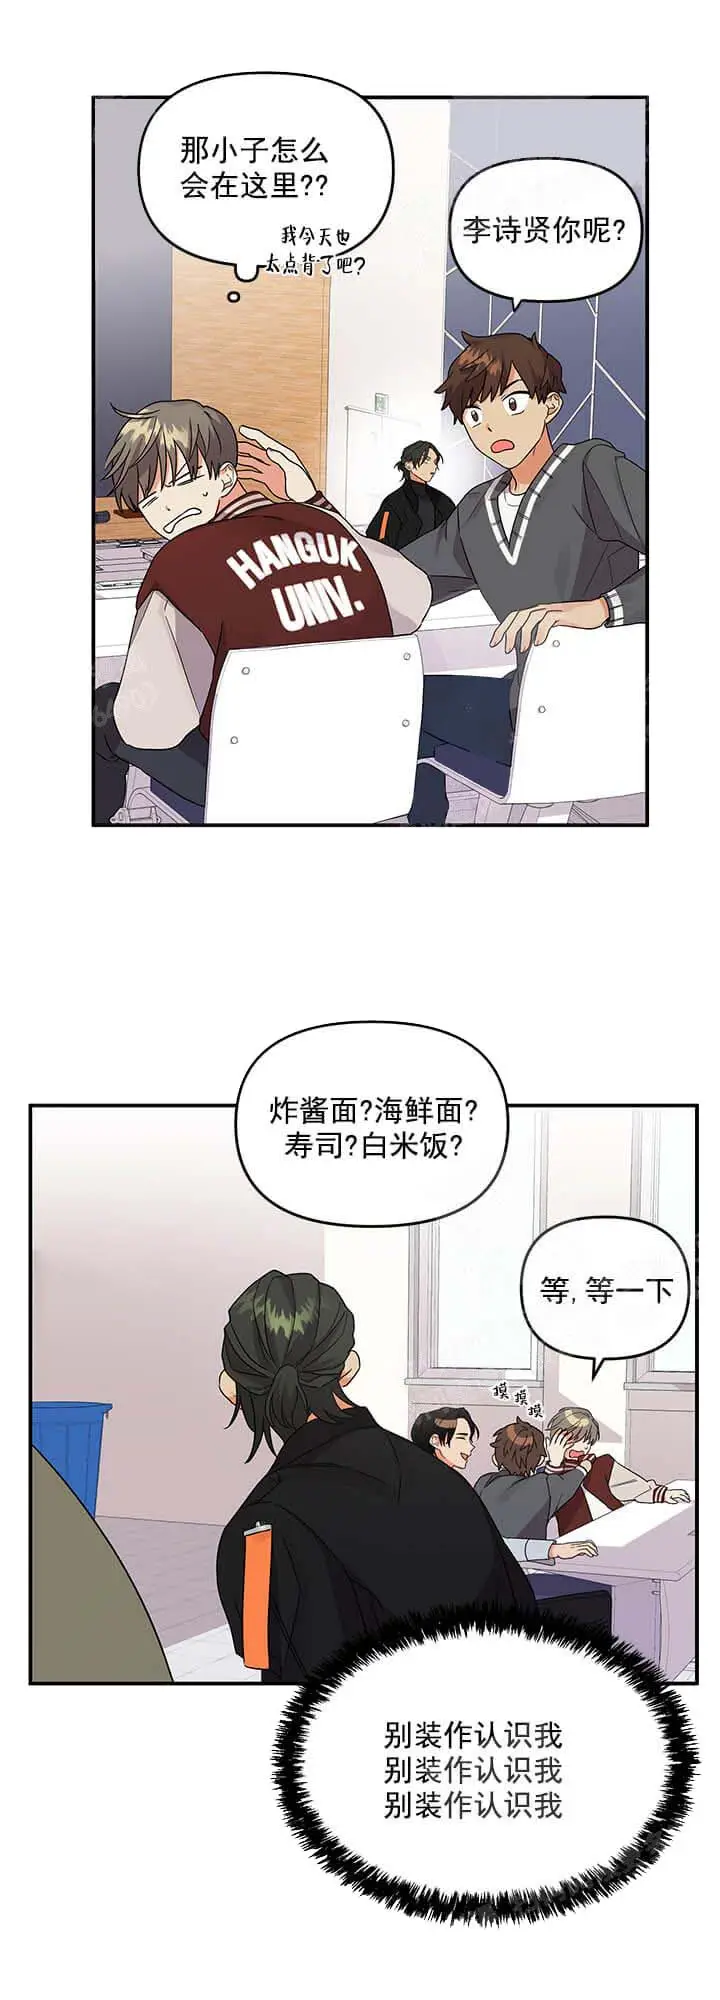 那小子怎么
会在这里??
我今天也
太点背了吧?
李诗贤你呢?
HANGUK
UNIV.
炸酱面?海鲜面?
寿司?白米饭?
等,等一下
摸
摸
摸
别装作认识我
别装作认识我
别装作认识我